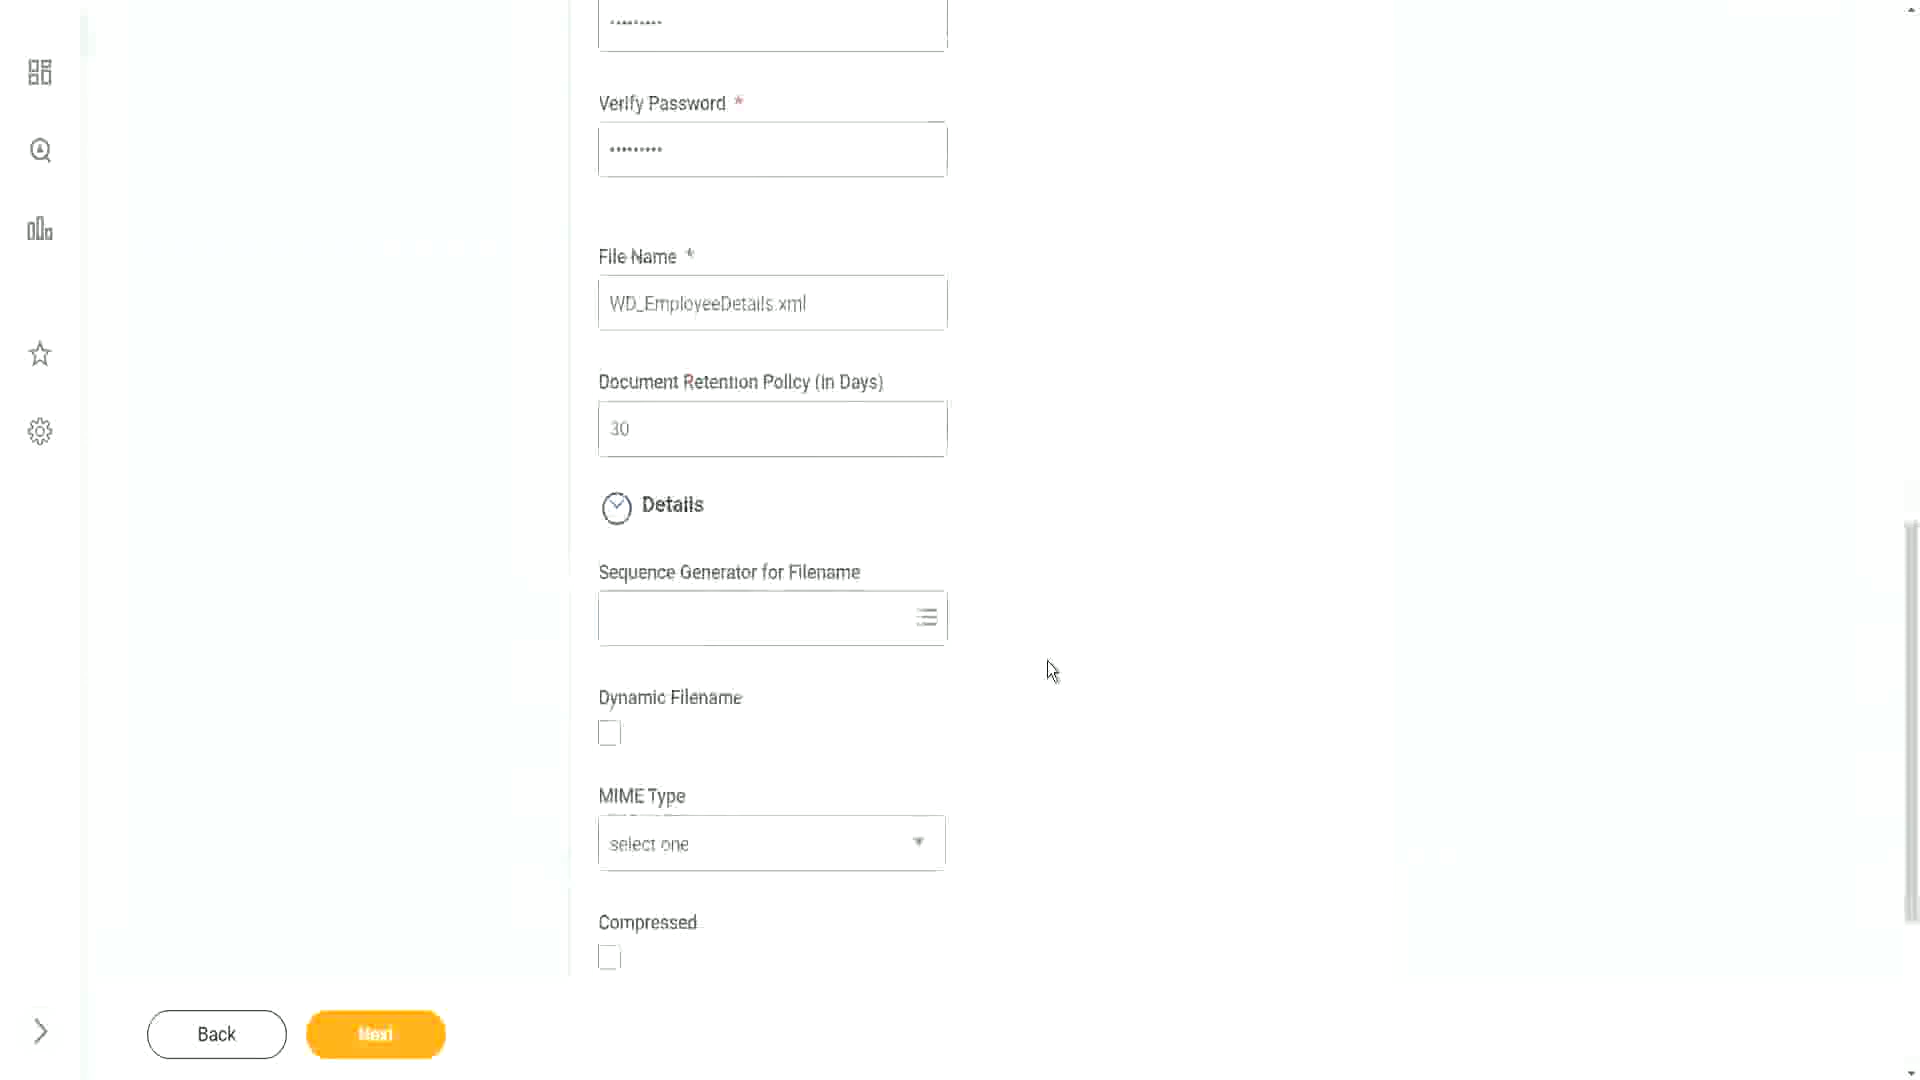 •••••••••
Verify Password *
•••••••••
File Name *
WD_EmployeeDetails.xml
Document Retention Policy (in Days)
30
Details
Sequence Generator for Filename
Dynamic Filename
MIME Type
select one
Compressed
Back
Next